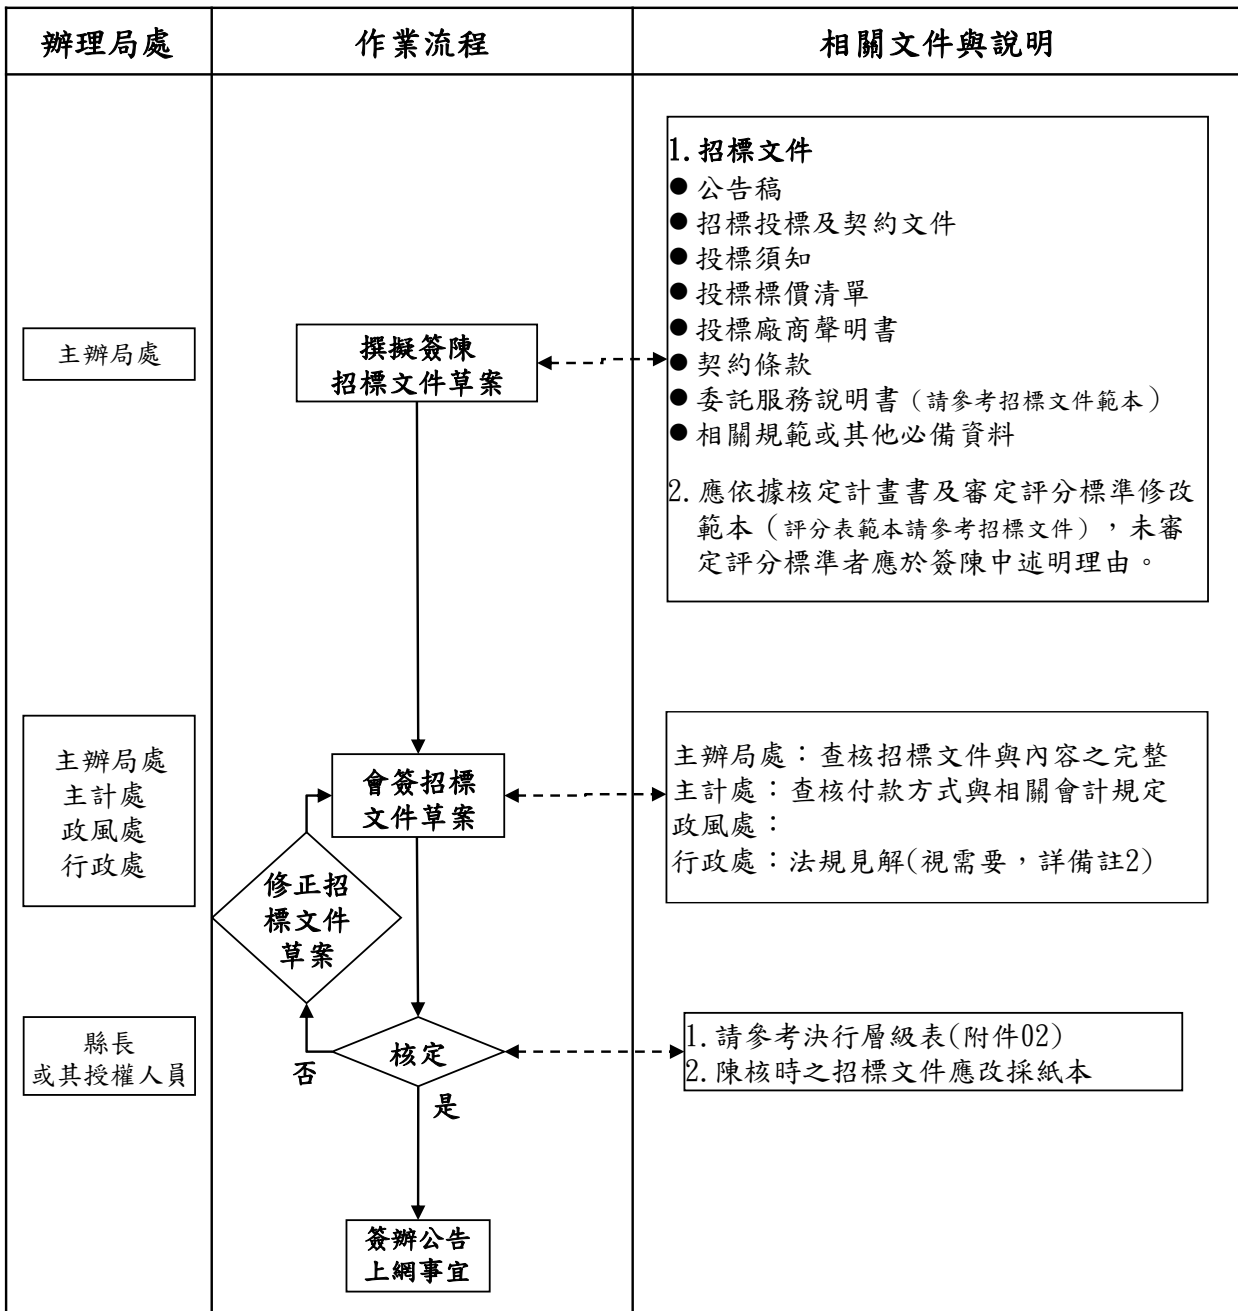 辦理局處
作業流程
相關文件與說明
主辦局處
撰擬簽陳
招標文件草案
1.招標文件
●公告稿
●招標投標及契約文件
●投標須知
●投標標價清單
●投標廠商聲明書
●契約條款
●委託服務說明書（請參考招標文件範本）
●相關規範或其他必備資料
2.應依據核定計畫書及審定評分標準修改
範本（評分表範本請參考招標文件），未審
定評分標準者應於簽陳中述明理由。
主辦局處
主計處
政風處
行政處
會簽招標
文件草案
主辦局處：查核招標文件與內容之完整
主計處：查核付款方式與相關會計規定
政風處：
行政處：法規見解(視需要，詳備註2)
修正招
標文件
草案
縣長
或其授權人員
核定
否
是
1.請參考決行層級表(附件02)
2.陳核時之招標文件應改採紙本
簽辦公告
上網事宜